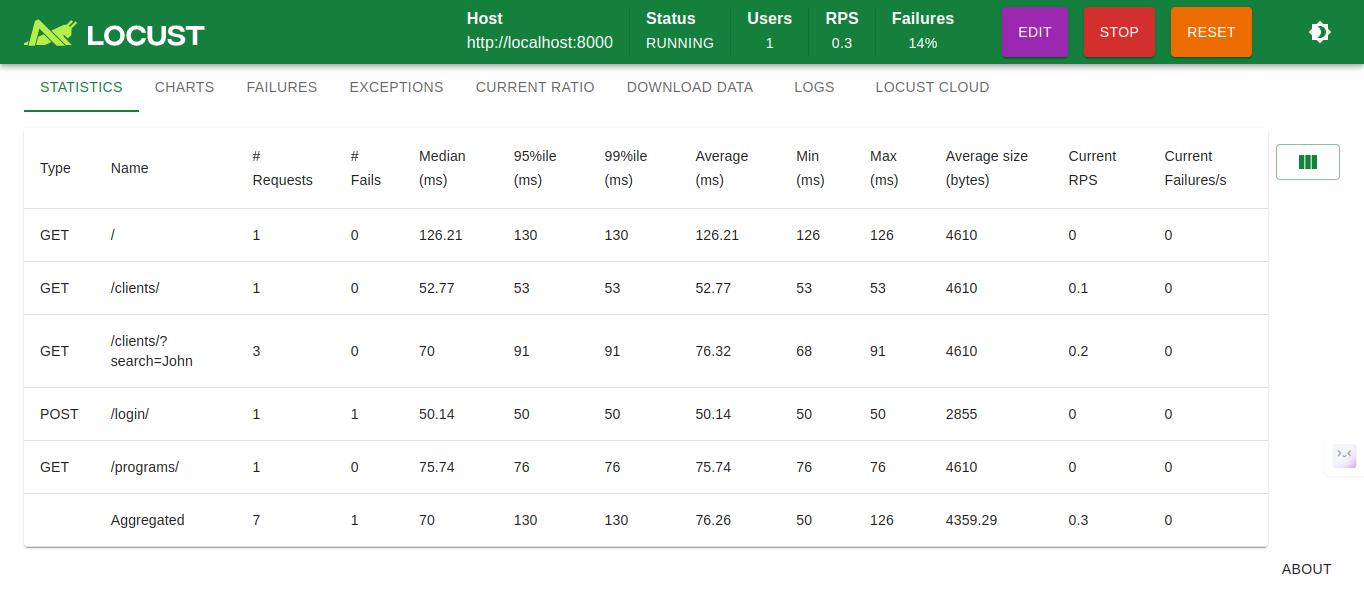 LOCUST
Host
http://localhost:8000
Status
RUNNING
Users
1
RPS
0.3
Failures
14%
EDIT
STOP
RESET
STATISTICS CHARTS FAILURES EXCEPTIONS CURRENT RATIO DOWNLOAD DATA LOGS LOCUST CLOUD
Type Name # Requests # Fails Median (ms) 95%ile (ms) 99%ile (ms) Average (ms) Min (ms) Max (ms) Average size (bytes) Current RPS Current Failures/s
GET / 1 0 126.21 130 130 126.21 126 126 4610 0 0
GET /clients/ 1 0 52.77 53 53 52.77 53 53 4610 0.1 0
GET /clients/?search=John 3 0 70 91 91 76.32 68 91 4610 0.2 0
POST /login/ 1 1 50.14 50 50 50.14 50 50 2855 0 0
GET /programs/ 1 0 75.74 76 76 75.74 76 76 4610 0 0
Aggregated 7 1 70 130 130 76.26 50 126 4359.29 0.3 0
ABOUT